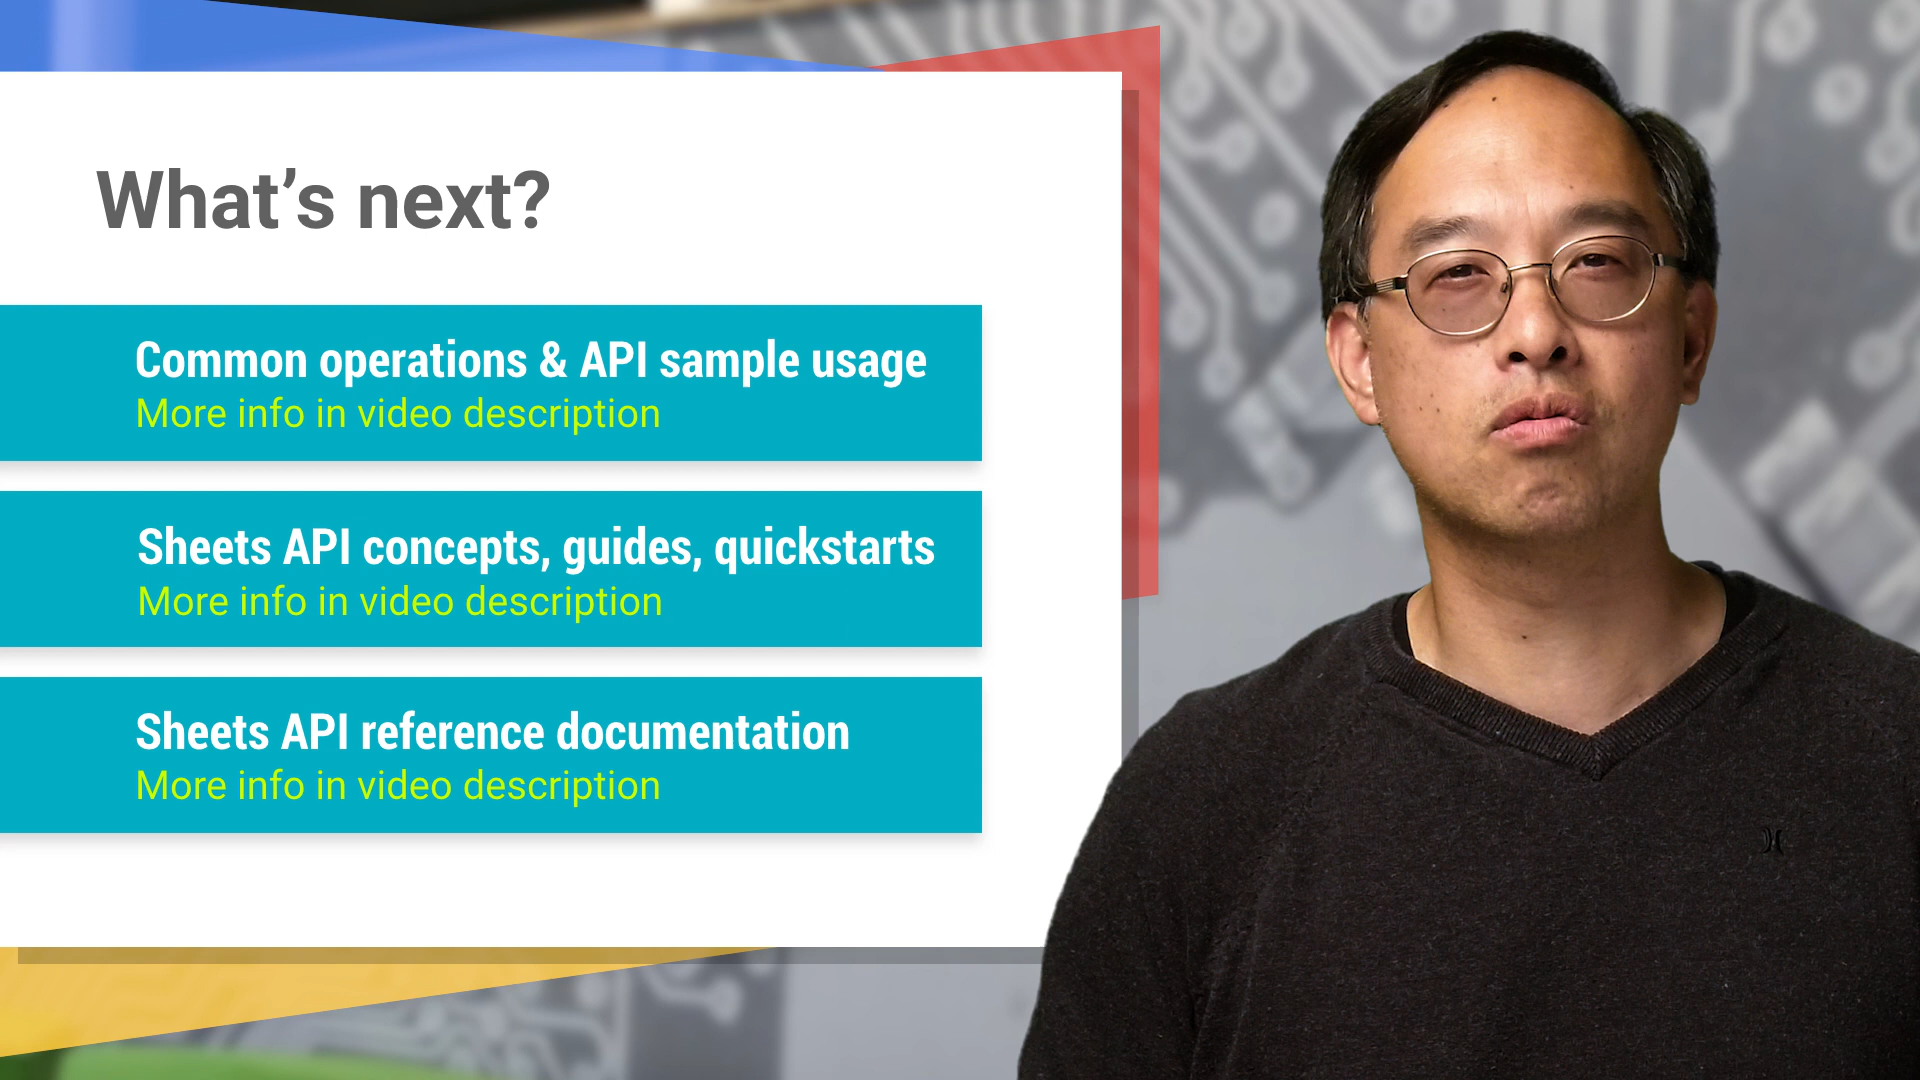 What’s next?
Common operations & API sample usage
More info in video description
Sheets API concepts, guides, quickstarts
More info in video description
Sheets API reference documentation
More info in video description